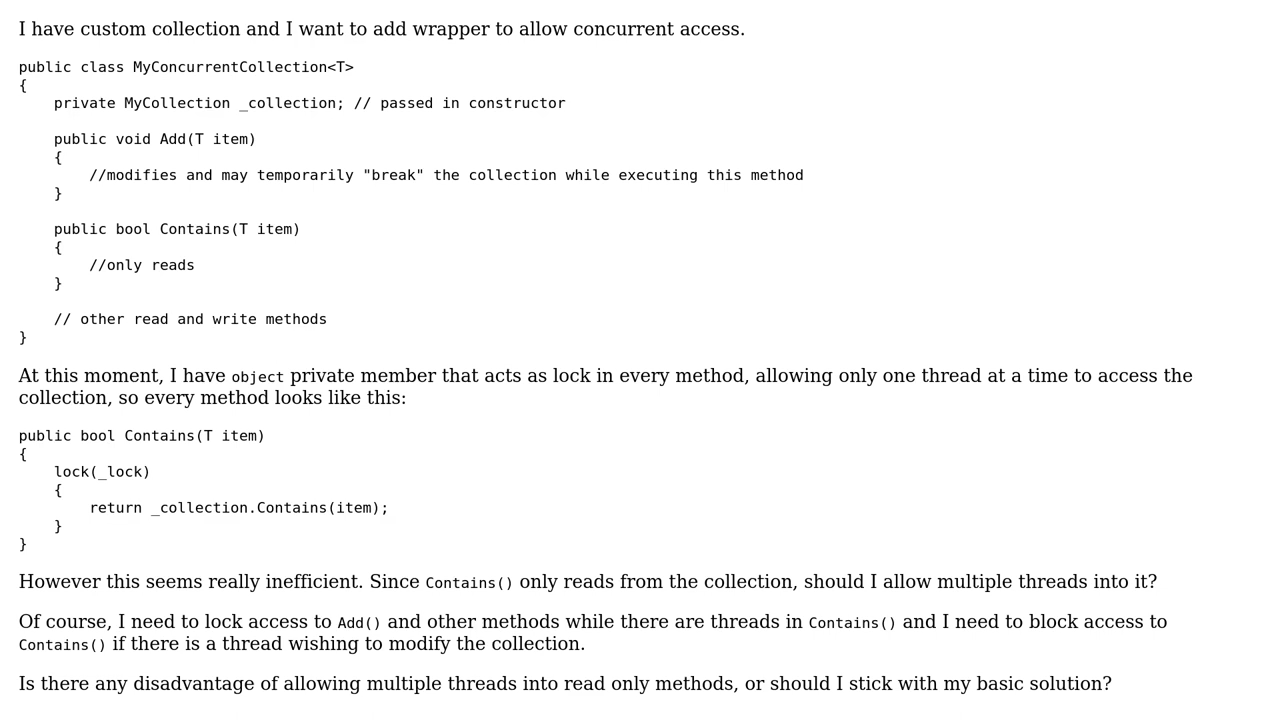 I have custom collection and I want to add wrapper to allow concurrent access.
public class MyConcurrentCollection<T>
{
    private MyCollection _collection; // passed in constructor
    public void Add(T item)
    {
        //modifies and may temporarily "break" the collection while executing this method
    }
    public bool Contains(T item)
    {
        //only reads
    }
    // other read and write methods
}
At this moment, I have object private member that acts as lock in every method, allowing only one thread at a time to access the
collection, so every method looks like this:
public bool Contains(T item)
{
    lock(_lock)
    {
        return _collection.Contains(item);
    }
}
However this seems really inefficient. Since Contains() only reads from the collection, should I allow multiple threads into it?
Of course, I need to lock access to Add() and other methods while there are threads in Contains() and I need to block access to
Contains() if there is a thread wishing to modify the collection.
Is there any disadvantage of allowing multiple threads into read only methods, or should I stick with my basic solution?